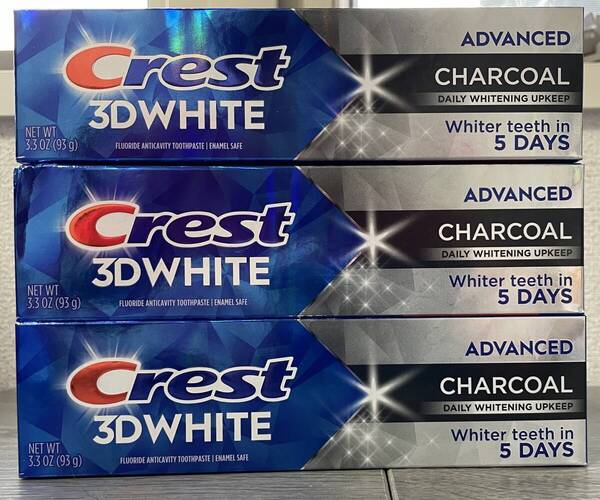 Crest
3DWHITE
NET WT
3.3 OZ (93 g)
FLUORIDE ANTICAVITY TOOTHPASTE | ENAMEL SAFE
ADVANCED
CHARCOAL
DAILY WHITENING UPKEEP
Whiter teeth in
5 DAYS
Crest
3DWHITE
NET WT
3.3 OZ (93 g)
FLUORIDE ANTICAVITY TOOTHPASTE | ENAMEL SAFE
ADVANCED
CHARCOAL
DAILY WHITENING UPKEEP
Whiter teeth in
5 DAYS
Crest
3DWHITE
NET WT
3.3 OZ (93 g)
FLUORIDE ANTICAVITY TOOTHPASTE | ENAMEL SAFE
ADVANCED
CHARCOAL
DAILY WHITENING UPKEEP
Whiter teeth in
5 DAYS